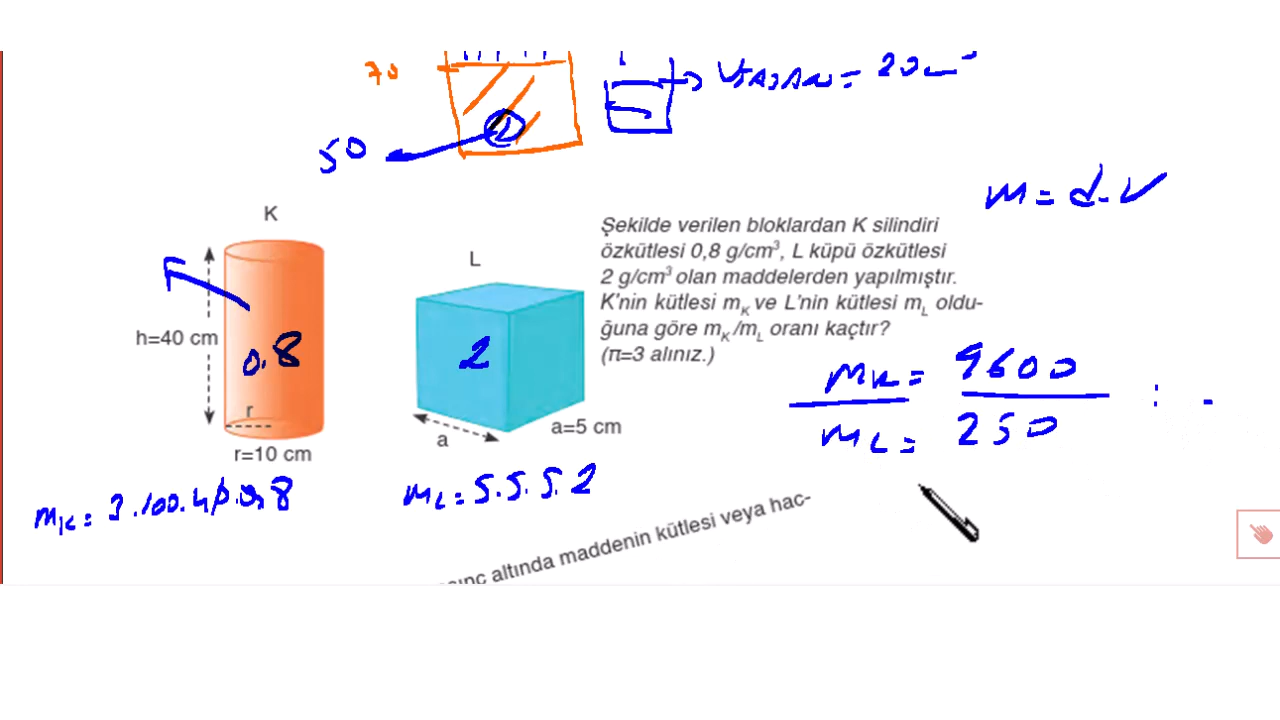 70
VTAŞAN = 20 cm³
50
m = d.V
K
h=40 cm
0.8
r
r=10 cm
L
2
a
a=5 cm
Şekilde verilen bloklardan K silindiri
özkütlesi 0,8 g/cm³, L küpü özkütlesi
2 g/cm³ olan maddelerden yapılmıştır.
K'nin kütlesi mK ve L'nin kütlesi mL oldu-
ğuna göre mK/mL oranı kaçtır?
(π=3 alınız.)
mK = 9600
mL = 250
mK = 3.100.40.0,8
mL = 5.5.5.2
altında maddenin kütlesi veya hac-